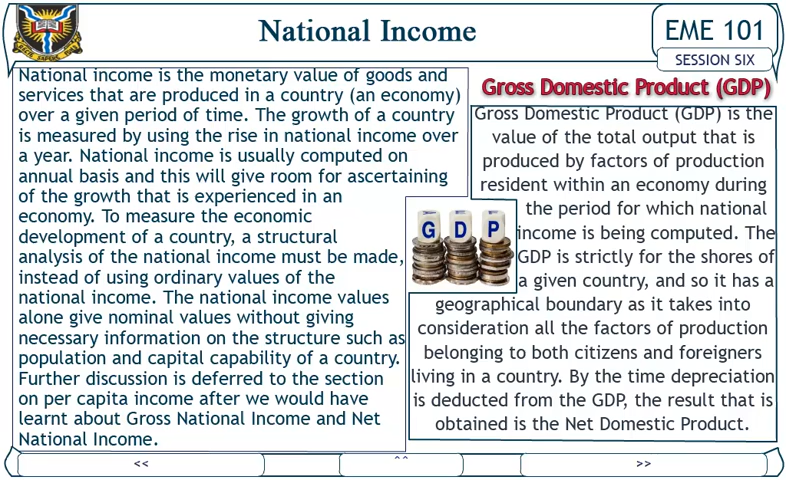 National Income
EME 101
SESSION SIX
National income is the monetary value of goods and
services that are produced in a country (an economy)
over a given period of time. The growth of a country
is measured by using the rise in national income over
a year. National income is usually computed on
annual basis and this will give room for ascertaining
of the growth that is experienced in an
economy. To measure the economic
development of a country, a structural
analysis of the national income must be made,
instead of using ordinary values of the
national income. The national income values
alone give nominal values without giving
necessary information on the structure such as
population and capital capability of a country.
Further discussion is deferred to the section
on per capita income after we would have
learnt about Gross National Income and Net
National Income.
Gross Domestic Product (GDP)
Gross Domestic Product (GDP) is the
value of the total output that is
produced by factors of production
resident within an economy during
the period for which national
income is being computed. The
GDP is strictly for the shores of
a given country, and so it has a
geographical boundary as it takes into
consideration all the factors of production
belonging to both citizens and foreigners
living in a country. By the time depreciation
is deducted from the GDP, the result that is
obtained is the Net Domestic Product.
G D P
<< ^^ >>